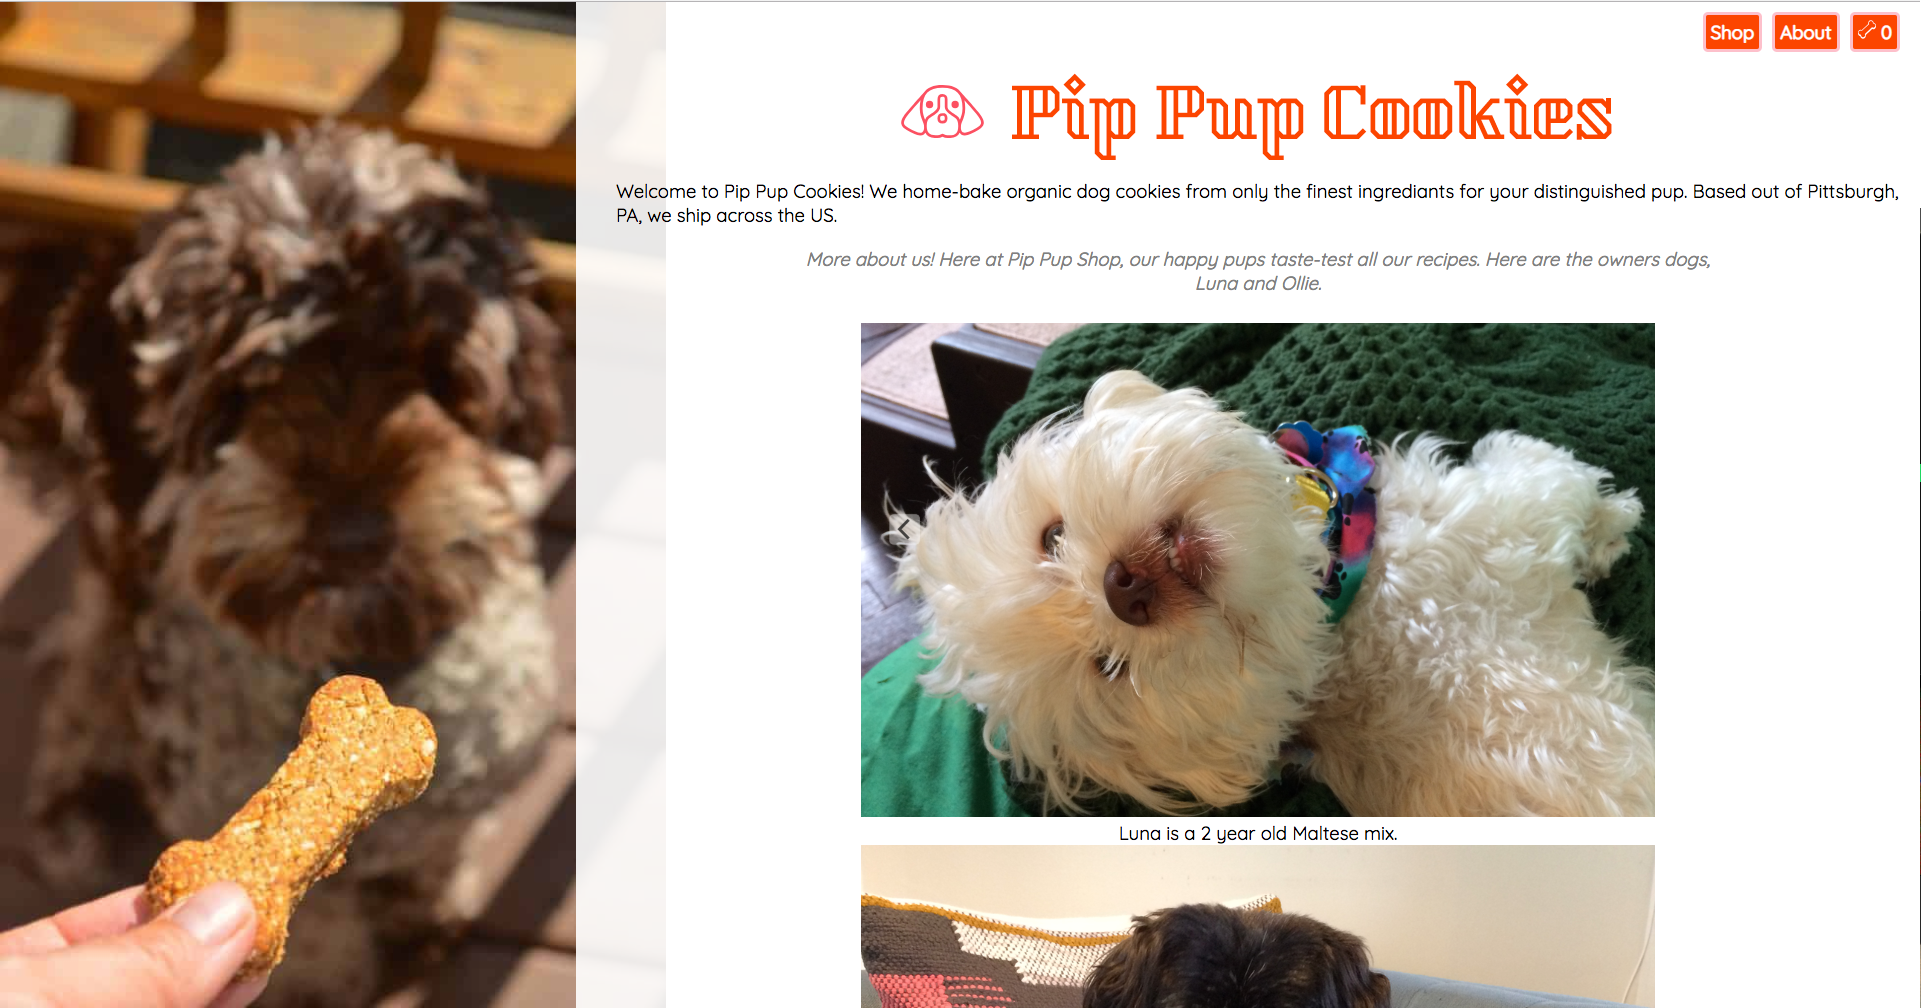 Shop About 0
Pip Pup Cookies
Welcome to Pip Pup Cookies! We home-bake organic dog cookies from only the finest ingrediants for your distinguished pup. Based out of Pittsburgh,
PA, we ship across the US.
More about us! Here at Pip Pup Shop, our happy pups taste-test all our recipes. Here are the owners dogs,
Luna and Ollie.
Luna is a 2 year old Maltese mix.